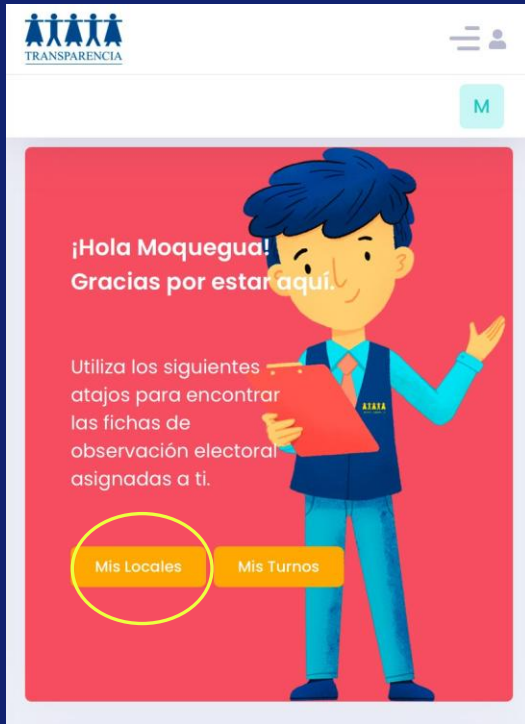 TRANSPARENCIA
M
¡Hola Moquegua!
Gracias por estar aquí.
Utiliza los siguientes
atajos para encontrar
las fichas de
observación electoral
asignadas a ti.
Mis Locales Mis Turnos